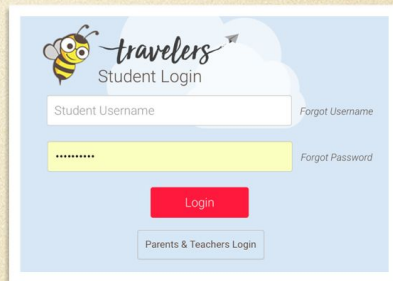 travelers
Student Login
Student Username
Forgot Username
••••••••••
Forgot Password
Login
Parents & Teachers Login